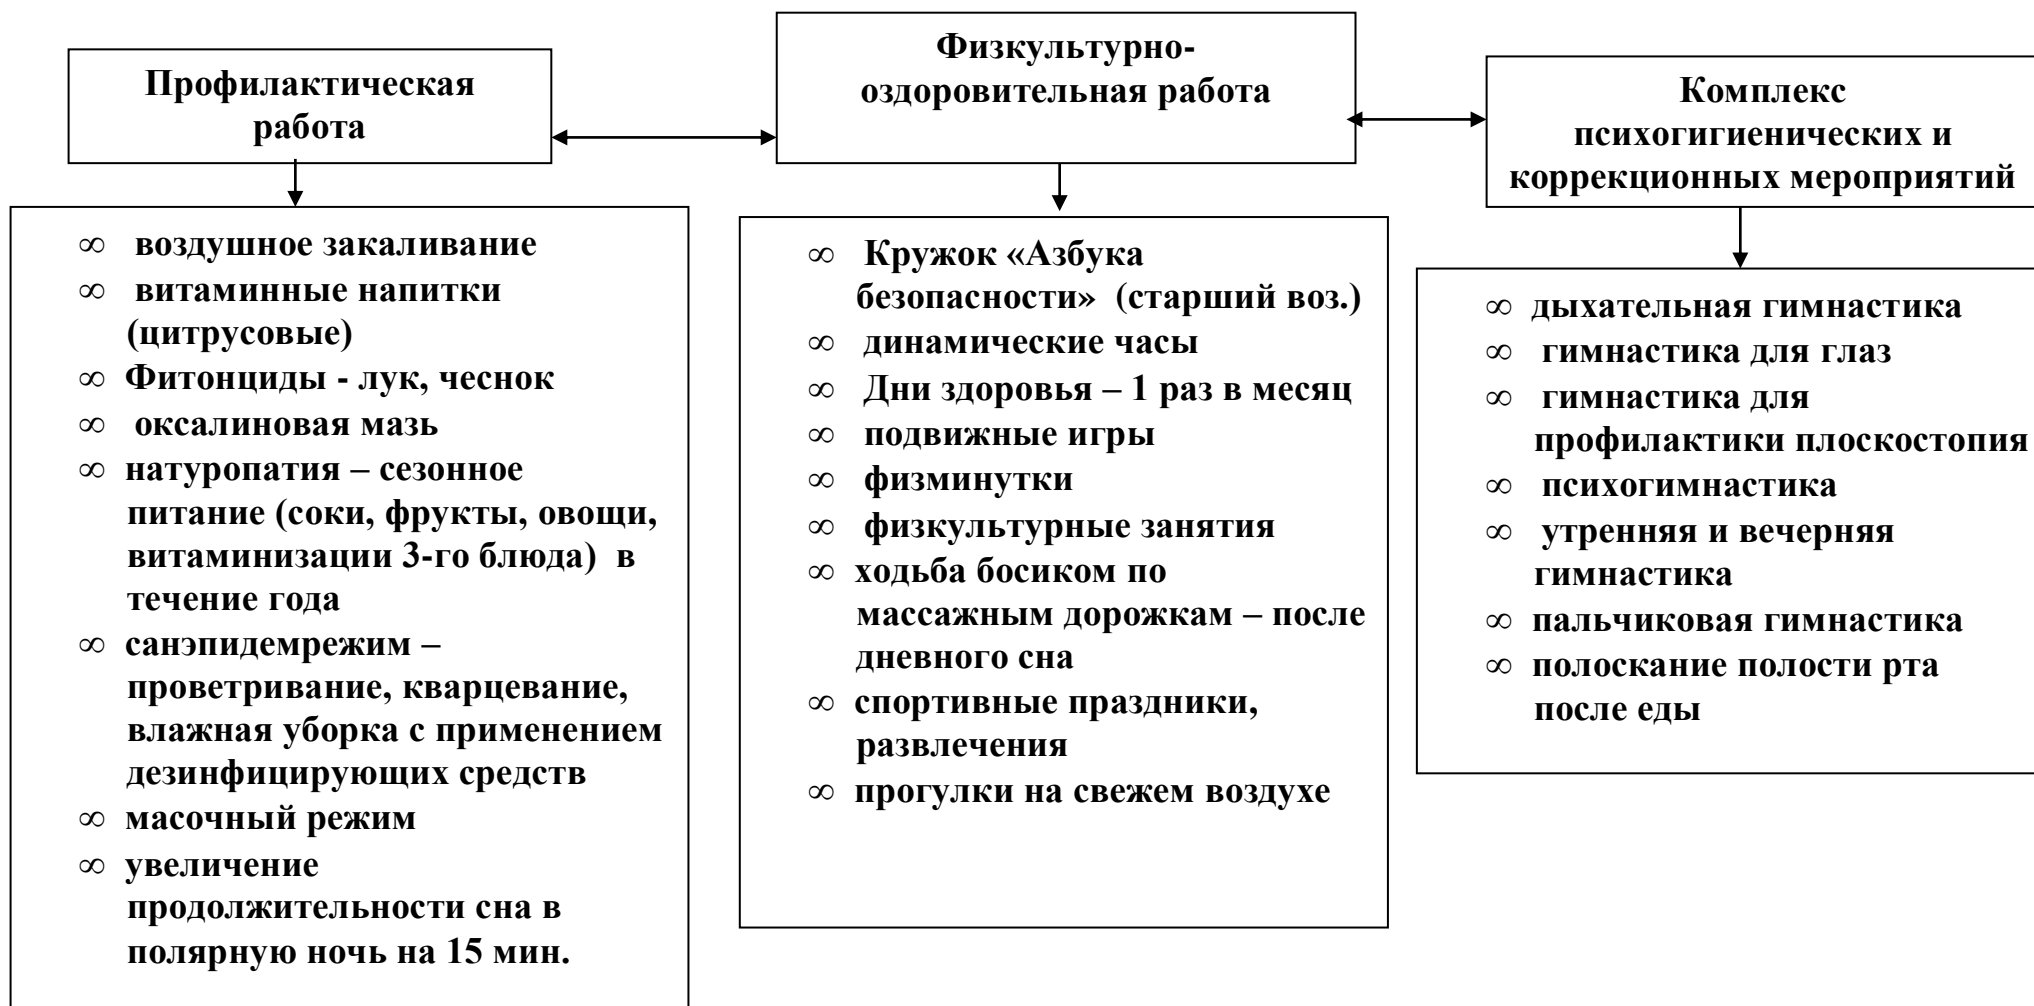 Профилактическая
работа
Физкультурно-
оздоровительная работа
Комплекс
психогигиенических и
коррекционных мероприятий
∞ воздушное закаливание
∞ витаминные напитки
(цитрусовые)
∞ Фитонциды - лук, чеснок
∞ оксалиновая мазь
∞ натуропатия – сезонное
питание (соки, фрукты, овощи,
витаминизации 3-го блюда) в
течение года
∞ санэпидемрежим –
проветривание, кварцевание,
влажная уборка с применением
дезинфицирующих средств
∞ масочный режим
∞ увеличение
продолжительности сна в
полярную ночь на 15 мин.
∞ Кружок «Азбука
безопасности» (старший воз.)
∞ динамические часы
∞ Дни здоровья – 1 раз в месяц
∞ подвижные игры
∞ физминутки
∞ физкультурные занятия
∞ ходьба босиком по
массажным дорожкам – после
дневного сна
∞ спортивные праздники,
развлечения
∞ прогулки на свежем воздухе
∞ дыхательная гимнастика
∞ гимнастика для глаз
∞ гимнастика для
профилактики плоскостопия
∞ психогимнастика
∞ утренняя и вечерняя
гимнастика
∞ пальчиковая гимнастика
∞ полоскание полости рта
после еды